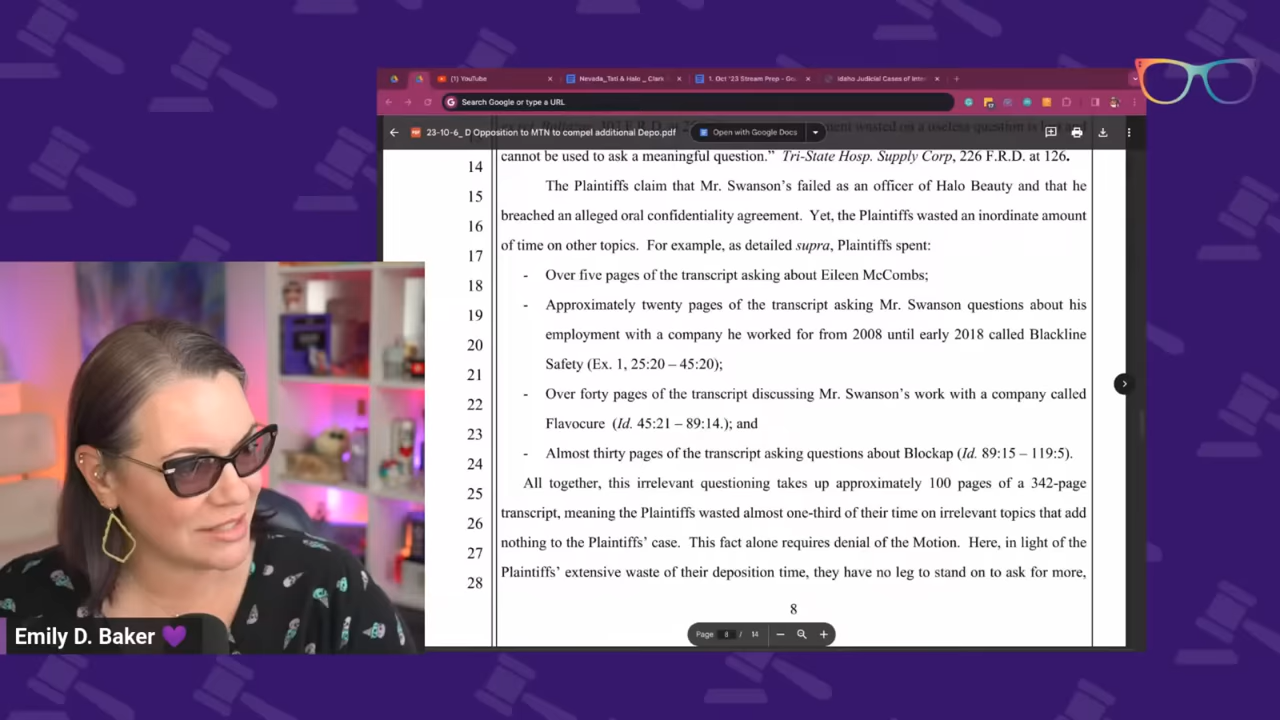 (1) YouTube
Nevada_Tati & Halo _ Clark
1. Oct '23 Stream Prep - Go
Idaho Judicial Cases of Inter
Search Google or type a URL
23-10-6_ D Opposition to MTN to compel additional Depo.pdf
Open with Google Docs
14 cannot be used to ask a meaningful question." Tri-State Hosp. Supply Corp, 226 F.R.D. at 126.
15 The Plaintiffs claim that Mr. Swanson's failed as an officer of Halo Beauty and that he
16 breached an alleged oral confidentiality agreement. Yet, the Plaintiffs wasted an inordinate amount
17 of time on other topics. For example, as detailed supra, Plaintiffs spent:
18 - Over five pages of the transcript asking about Eileen McCombs;
19 - Approximately twenty pages of the transcript asking Mr. Swanson questions about his
20 employment with a company he worked for from 2008 until early 2018 called Blackline
21 Safety (Ex. 1, 25:20 – 45:20);
22 - Over forty pages of the transcript discussing Mr. Swanson's work with a company called
23 Flavocure (Id. 45:21 – 89:14.); and
24 - Almost thirty pages of the transcript asking questions about Blockap (Id. 89:15 – 119:5).
25 All together, this irrelevant questioning takes up approximately 100 pages of a 342-page
26 transcript, meaning the Plaintiffs wasted almost one-third of their time on irrelevant topics that add
27 nothing to the Plaintiffs' case. This fact alone requires denial of the Motion. Here, in light of the
28 Plaintiffs' extensive waste of their deposition time, they have no leg to stand on to ask for more,
8
Page 8 / 14
Emily D. Baker 💜